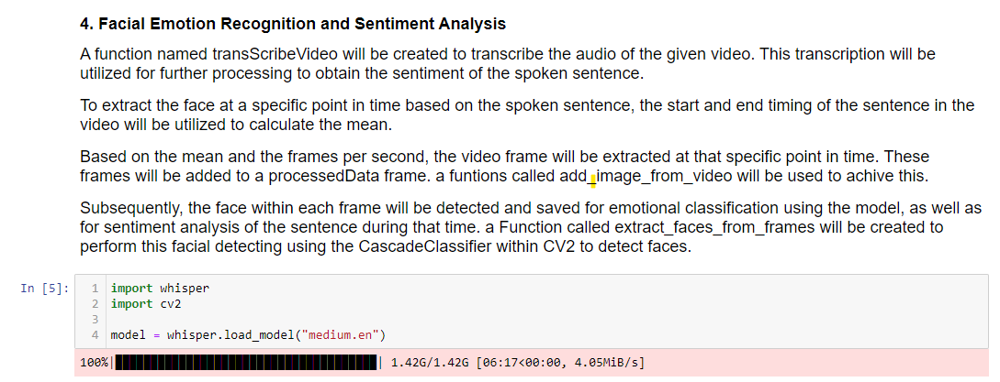 4. Facial Emotion Recognition and Sentiment Analysis
A function named transScribeVideo will be created to transcribe the audio of the given video. This transcription will be
utilized for further processing to obtain the sentiment of the spoken sentence.
To extract the face at a specific point in time based on the spoken sentence, the start and end timing of the sentence in the
video will be utilized to calculate the mean.
Based on the mean and the frames per second, the video frame will be extracted at that specific point in time. These
frames will be added to a processedData frame. a funtions called add_image_from_video will be used to achive this.
Subsequently, the face within each frame will be detected and saved for emotional classification using the model, as well as
for sentiment analysis of the sentence during that time. a Function called extract_faces_from_frames will be created to
perform this facial detecting using the CascadeClassifier within CV2 to detect faces.
In [5]: 1 import whisper
2 import cv2
3
4 model = whisper.load_model("medium.en")
100%| | 1.42G/1.42G [06:17<00:00, 4.05MiB/s]